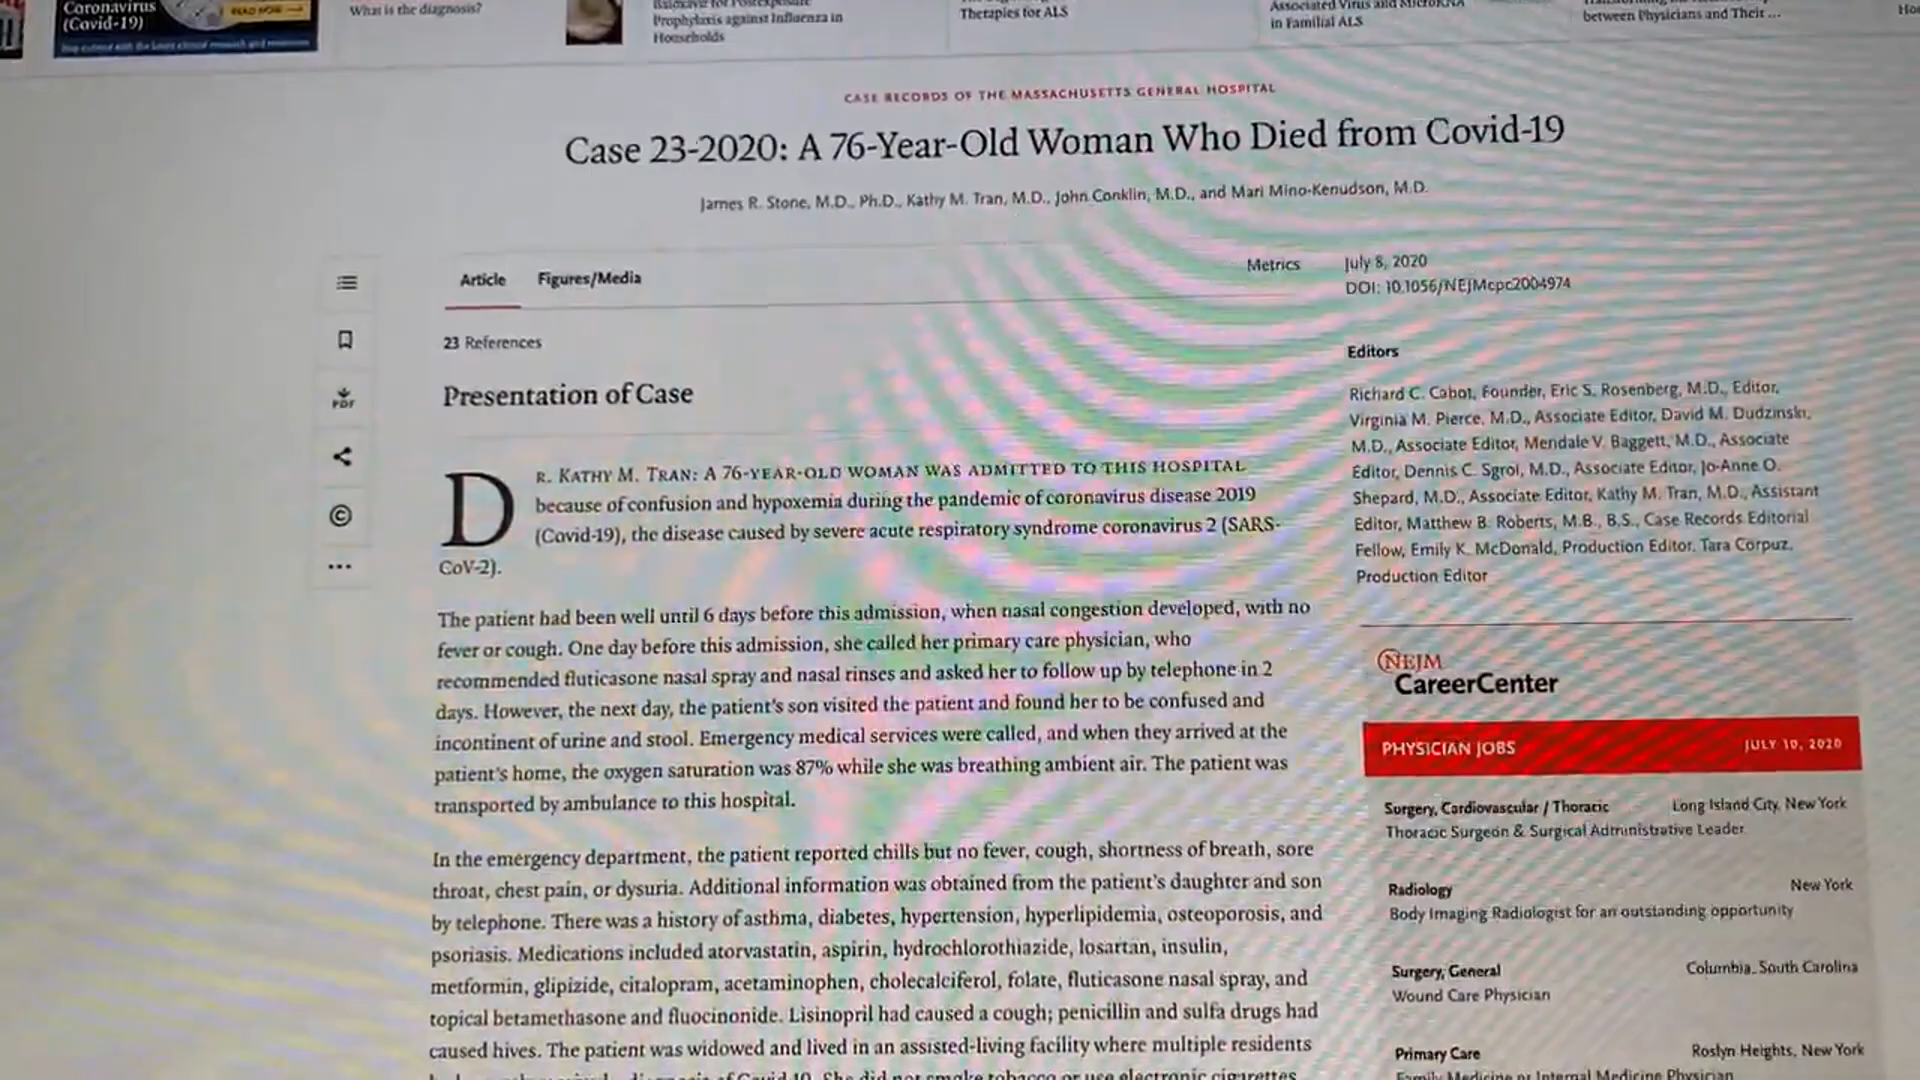 Coronavirus
(Covid-19)
READ NOW
What is the diagnosis?
Prophylaxis against Influenza in
Households
Therapies for ALS
in Familial ALS
between Physicians and Their ...
CASE RECORDS OF THE MASSACHUSETTS GENERAL HOSPITAL
Case 23-2020: A 76-Year-Old Woman Who Died from Covid-19
James R. Stone, M.D., Ph.D., Kathy M. Tran, M.D., John Conklin, M.D., and Mari Mino-Kenudson, M.D.
Article Figures/Media
Metrics
July 8, 2020
DOI: 10.1056/NEJMcpc2004974
23 References
PDF
Presentation of Case
DR. KATHY M. TRAN: A 76-YEAR-OLD WOMAN WAS ADMITTED TO THIS HOSPITAL
because of confusion and hypoxemia during the pandemic of coronavirus disease 2019
(Covid-19), the disease caused by severe acute respiratory syndrome coronavirus 2 (SARS-
CoV-2).
The patient had been well until 6 days before this admission, when nasal congestion developed, with no
fever or cough. One day before this admission, she called her primary care physician, who
recommended fluticasone nasal spray and nasal rinses and asked her to follow up by telephone in 2
days. However, the next day, the patient's son visited the patient and found her to be confused and
incontinent of urine and stool. Emergency medical services were called, and when they arrived at the
patient's home, the oxygen saturation was 87% while she was breathing ambient air. The patient was
transported by ambulance to this hospital.
In the emergency department, the patient reported chills but no fever, cough, shortness of breath, sore
throat, chest pain, or dysuria. Additional information was obtained from the patient's daughter and son
by telephone. There was a history of asthma, diabetes, hypertension, hyperlipidemia, osteoporosis, and
psoriasis. Medications included atorvastatin, aspirin, hydrochlorothiazide, losartan, insulin,
metformin, glipizide, citalopram, acetaminophen, cholecalciferol, folate, fluticasone nasal spray, and
topical betamethasone and fluocinonide. Lisinopril had caused a cough; penicillin and sulfa drugs had
caused hives. The patient was widowed and lived in an assisted-living facility where multiple residents
Editors
Richard C. Cabot, Founder, Eric S. Rosenberg, M.D., Editor,
Virginia M. Pierce, M.D., Associate Editor, David M. Dudzinski,
M.D., Associate Editor, Mendale V. Baggett, M.D., Associate
Editor, Dennis C. Sgroi, M.D., Associate Editor, Jo-Anne O.
Shepard, M.D., Associate Editor, Kathy M. Tran, M.D., Assistant
Editor, Matthew B. Roberts, M.B., B.S., Case Records Editorial
Fellow, Emily K. McDonald, Production Editor, Tara Corpuz,
Production Editor
NEJM
CareerCenter
PHYSICIAN JOBS JULY 10, 2020
Surgery, Cardiovascular / Thoracic Long Island City, New York
Thoracic Surgeon & Surgical Administrative Leader
Radiology New York
Body Imaging Radiologist for an outstanding opportunity
Surgery, General Columbia, South Carolina
Wound Care Physician
Primary Care Roslyn Heights, New York
Family Medicine or Internal Medicine Physician